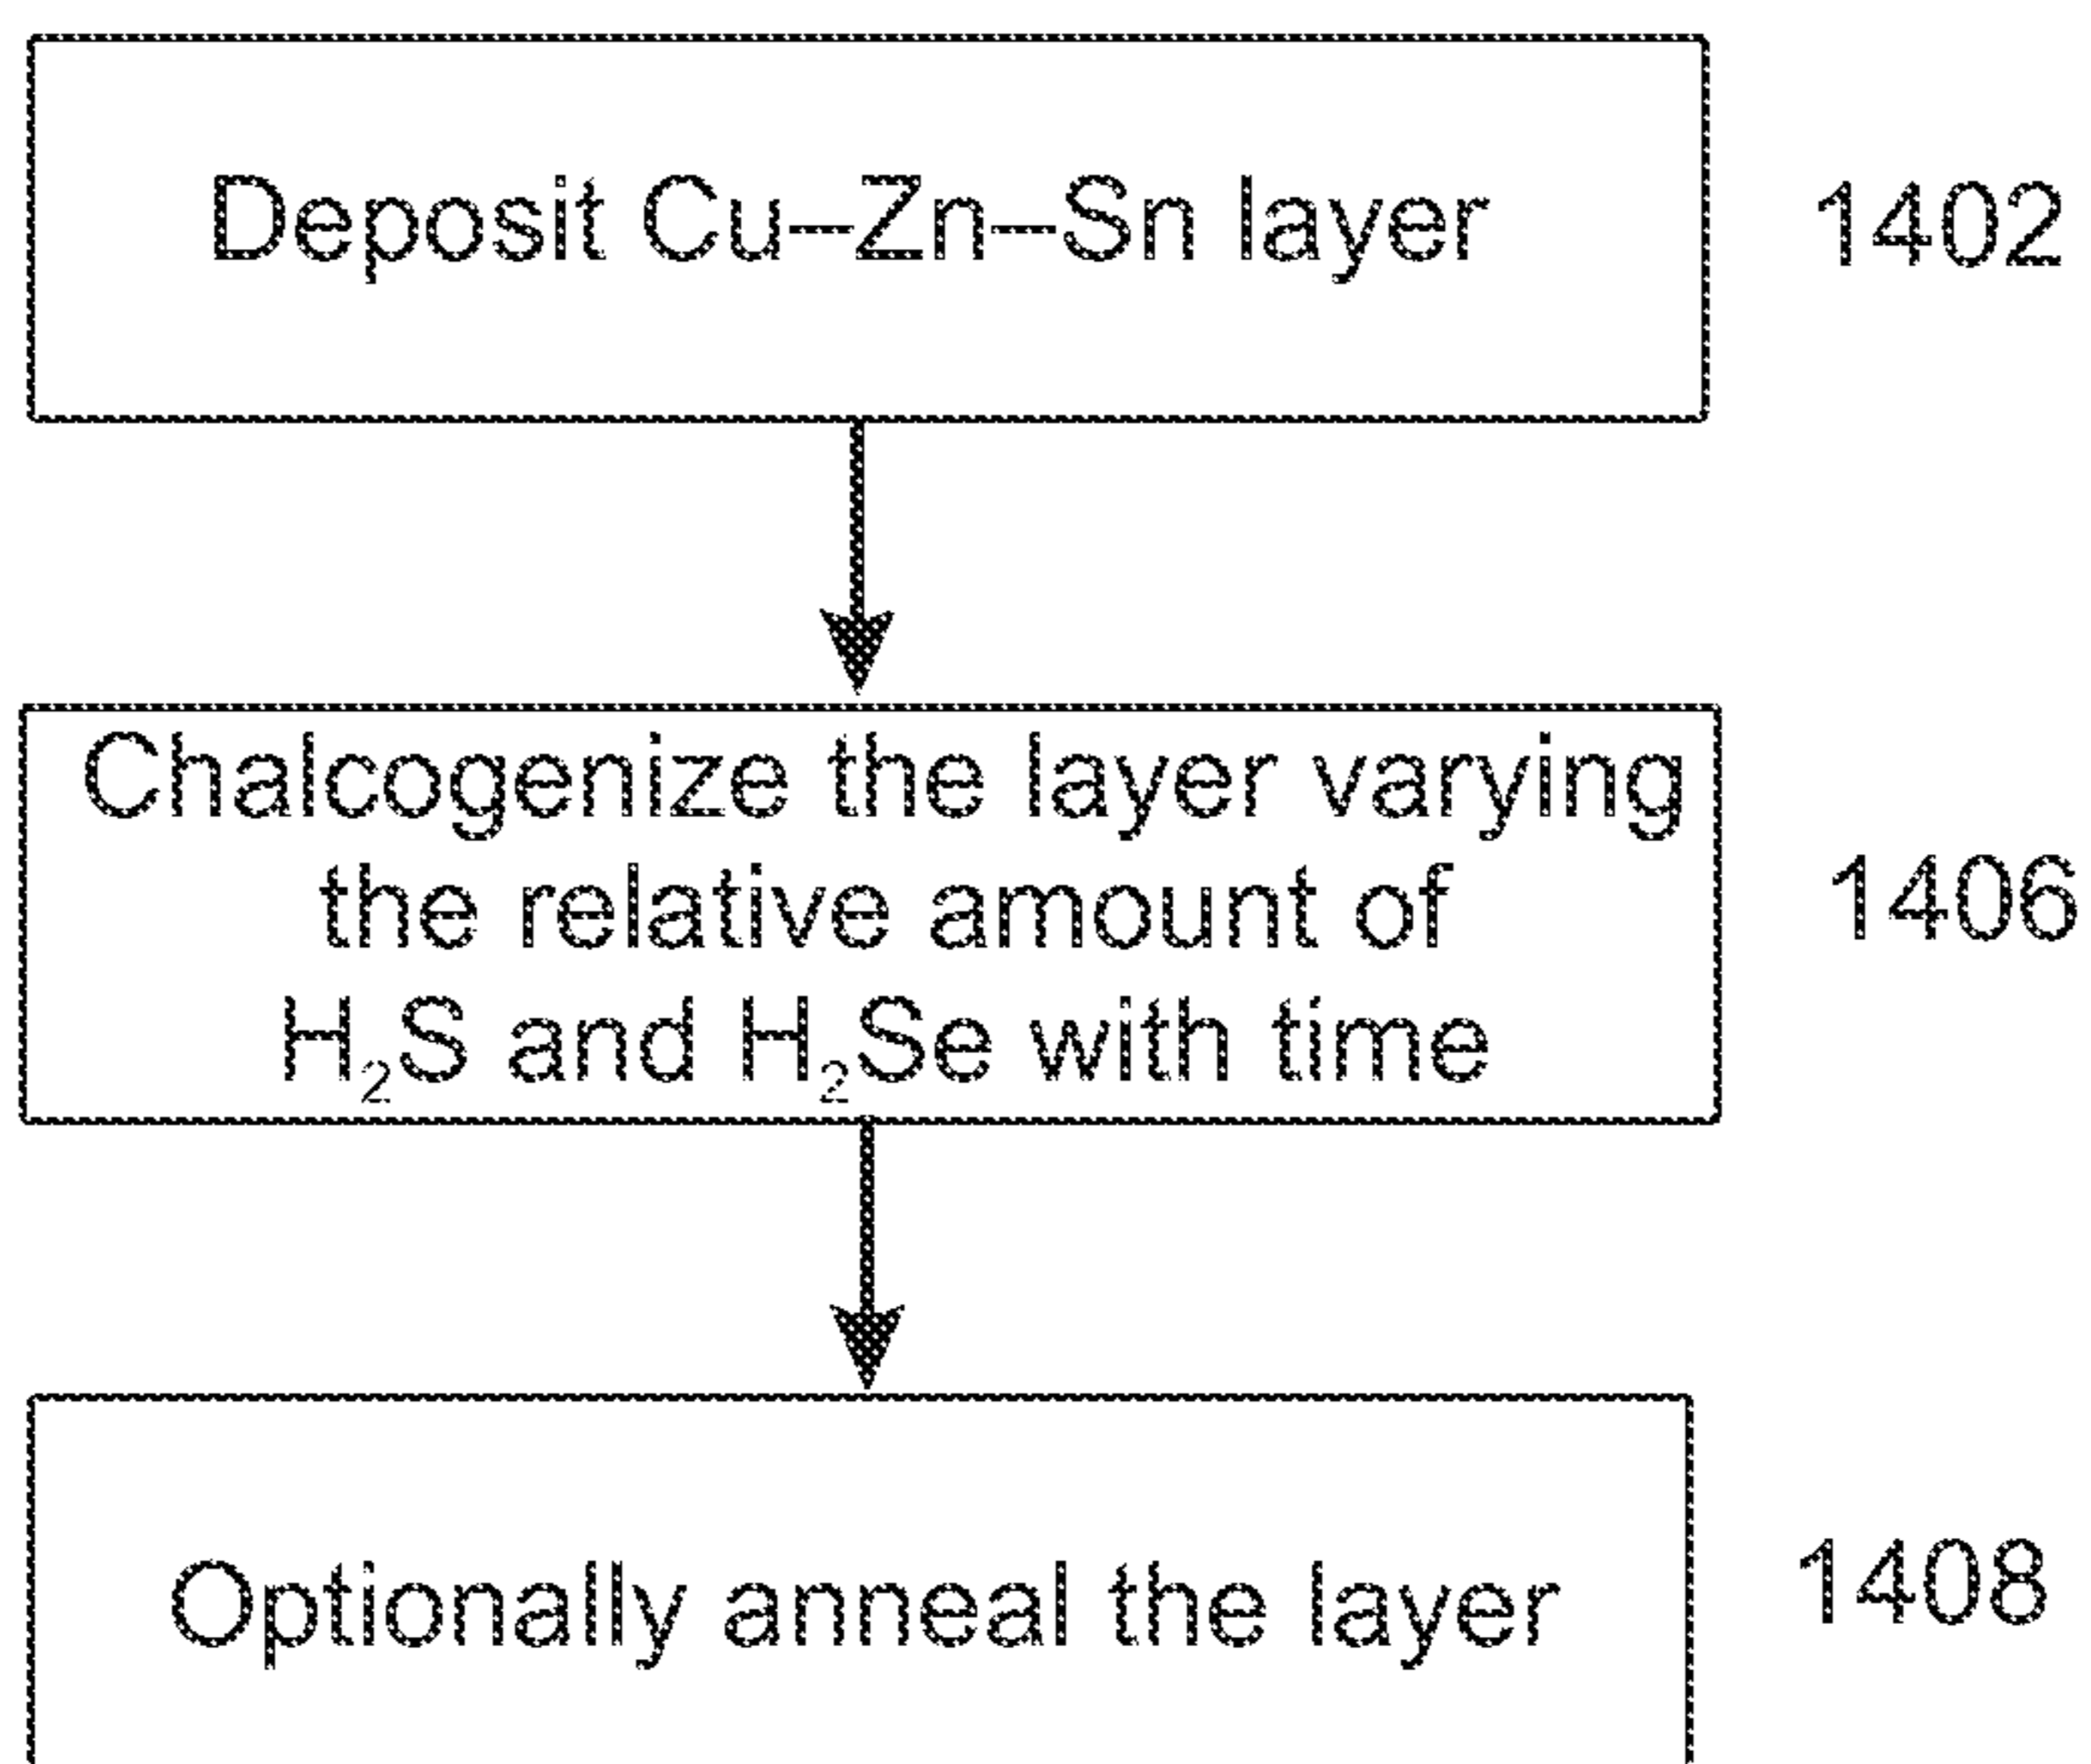 Deposit Cu–Zn–Sn layer 1402
Chalcogenize the layer varying
the relative amount of 1406
H₂S and H₂Se with time
Optionally anneal the layer 1408